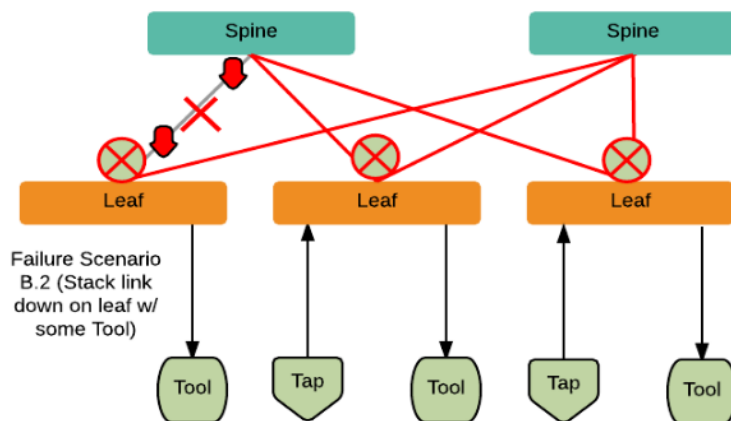 Spine
Spine
Leaf
Leaf
Leaf
Failure Scenario
B.2 (Stack link
down on leaf w/
some Tool)
Tool
Tap
Tool
Tap
Tool